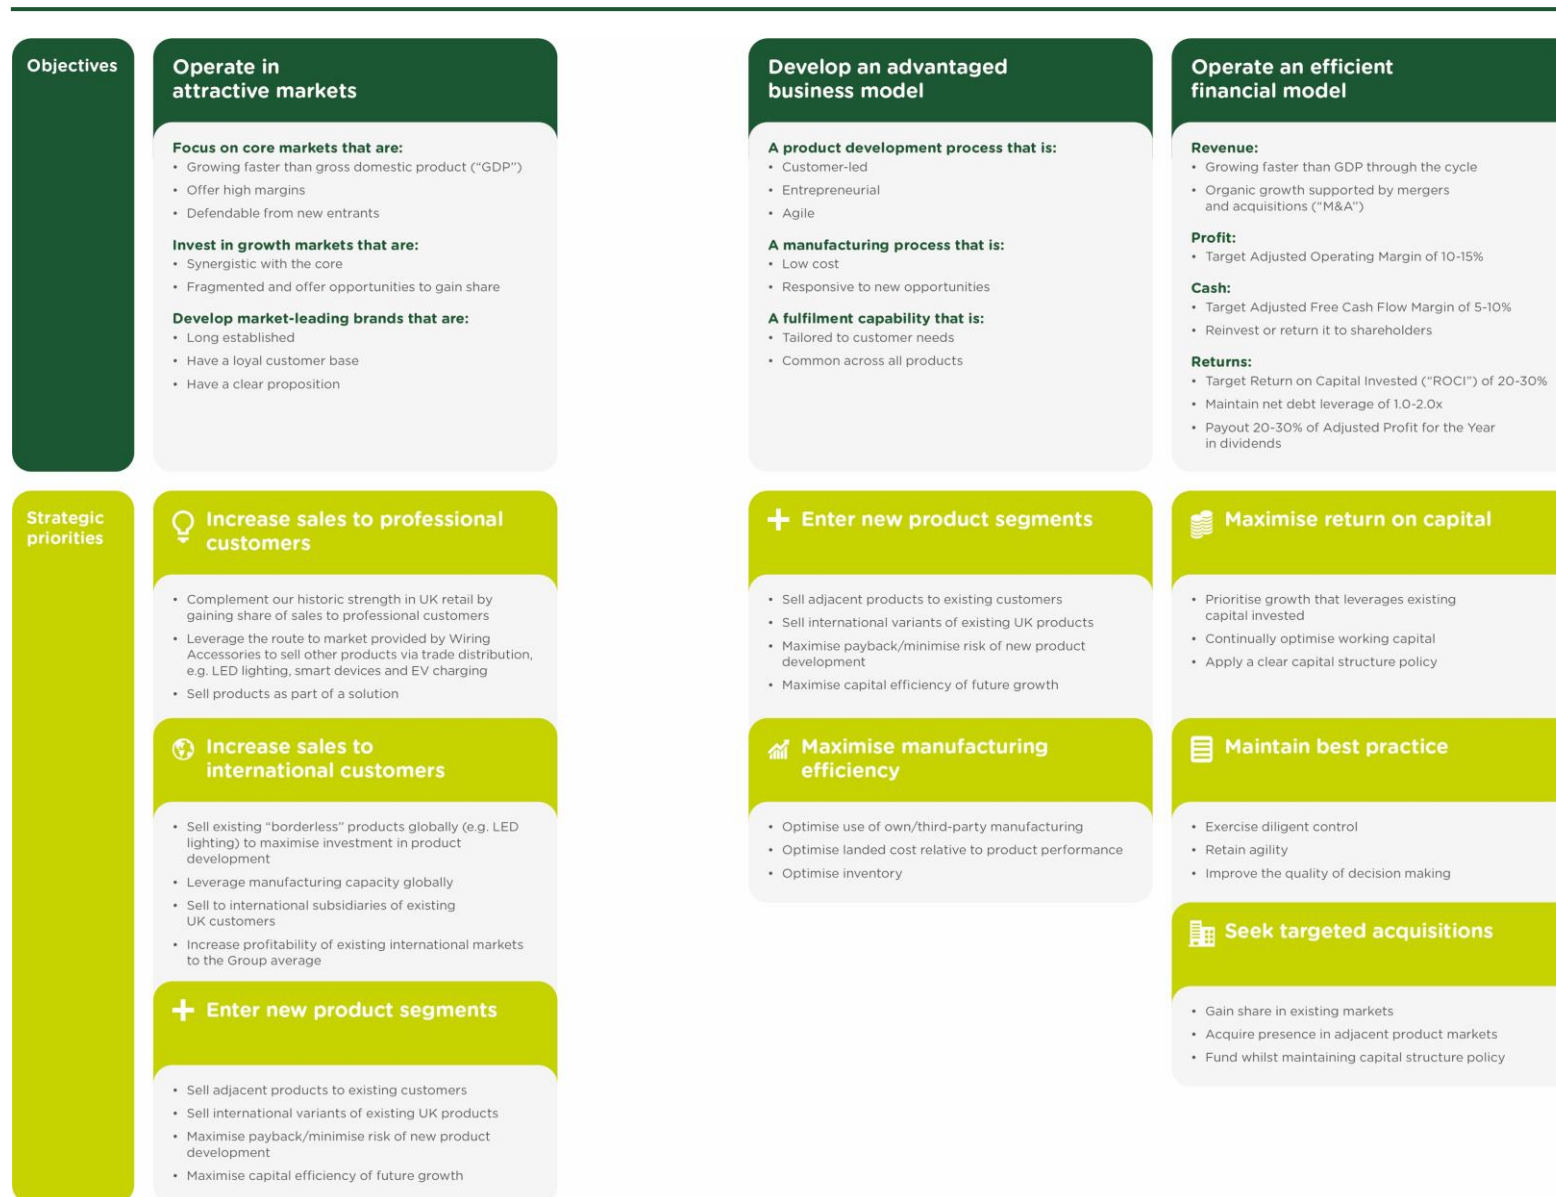 Objectives
Operate in
attractive markets
Focus on core markets that are:
• Growing faster than gross domestic product (“GDP”)
• Offer high margins
• Defendable from new entrants
Invest in growth markets that are:
• Synergistic with the core
• Fragmented and offer opportunities to gain share
Develop market-leading brands that are:
• Long established
• Have a loyal customer base
• Have a clear proposition
Develop an advantaged
business model
A product development process that is:
• Customer-led
• Entrepreneurial
• Agile
A manufacturing process that is:
• Low cost
• Responsive to new opportunities
A fulfilment capability that is:
• Tailored to customer needs
• Common across all products
Operate an efficient
financial model
Revenue:
• Growing faster than GDP through the cycle
• Organic growth supported by mergers
and acquisitions (“M&A”)
Profit:
• Target Adjusted Operating Margin of 10-15%
Cash:
• Target Adjusted Free Cash Flow Margin of 5-10%
• Reinvest or return it to shareholders
Returns:
• Target Return on Capital Invested (“ROCI”) of 20-30%
• Maintain net debt leverage of 1.0-2.0x
• Payout 20-30% of Adjusted Profit for the Year
in dividends
Strategic
priorities
Increase sales to professional
customers
• Complement our historic strength in UK retail by
gaining share of sales to professional customers
• Leverage the route to market provided by Wiring
Accessories to sell other products via trade distribution,
e.g. LED lighting, smart devices and EV charging
• Sell products as part of a solution
Increase sales to
international customers
• Sell existing “borderless” products globally (e.g. LED
lighting) to maximise investment in product
development
• Leverage manufacturing capacity globally
• Sell to international subsidiaries of existing
UK customers
• Increase profitability of existing international markets
to the Group average
Enter new product segments
• Sell adjacent products to existing customers
• Sell international variants of existing UK products
• Maximise payback/minimise risk of new product
development
• Maximise capital efficiency of future growth
Enter new product segments
• Sell adjacent products to existing customers
• Sell international variants of existing UK products
• Maximise payback/minimise risk of new product
development
• Maximise capital efficiency of future growth
Maximise manufacturing
efficiency
• Optimise use of own/third-party manufacturing
• Optimise landed cost relative to product performance
• Optimise inventory
Maximise return on capital
• Prioritise growth that leverages existing
capital invested
• Continually optimise working capital
• Apply a clear capital structure policy
Maintain best practice
• Exercise diligent control
• Retain agility
• Improve the quality of decision making
Seek targeted acquisitions
• Gain share in existing markets
• Acquire presence in adjacent product markets
• Fund whilst maintaining capital structure policy